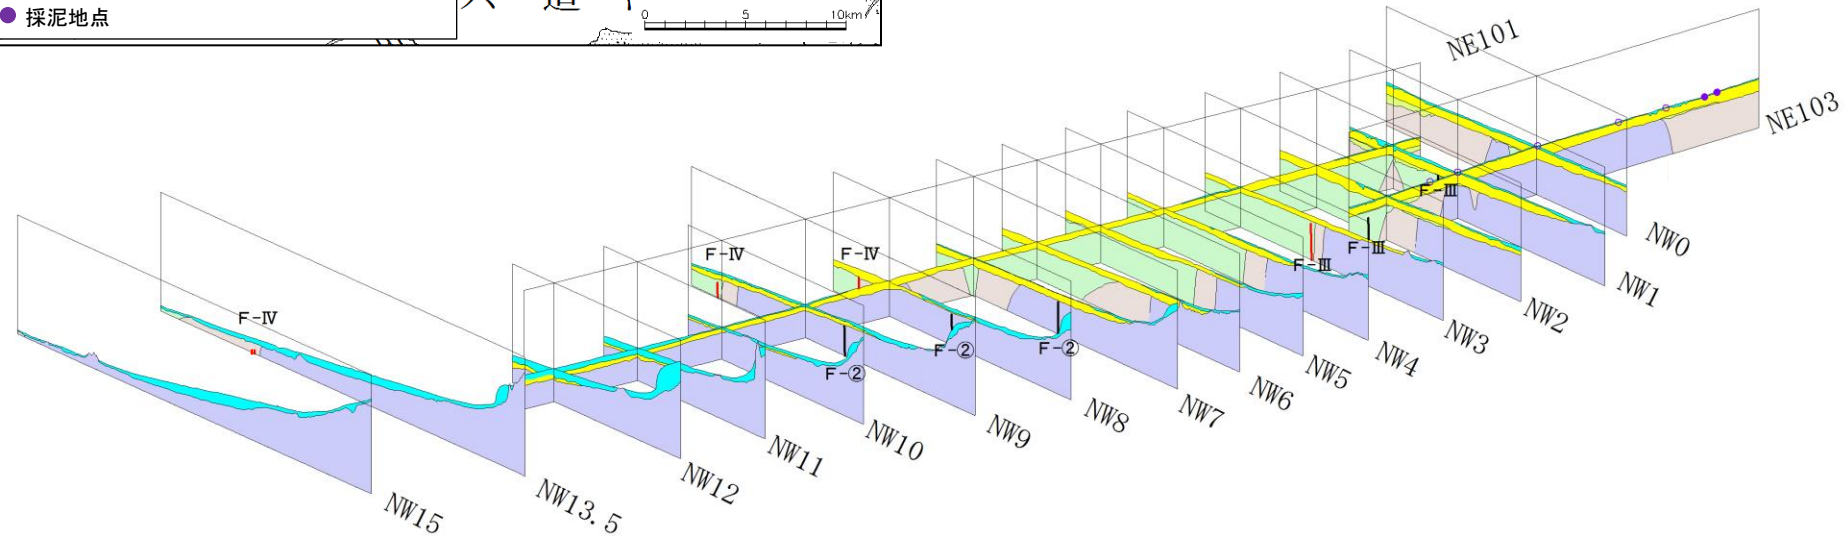 採泥地点
0 5 10km
NE101
NE103
F-Ⅲ
NW0
F-Ⅳ
F-Ⅳ
F-Ⅲ
F-Ⅲ
NW1
NW2
F-Ⅳ
NW3
F-②
F-②
NW4
F-②
NW5
NW6
NW7
NW8
NW9
NW10
NW11
NW12
NW13.5
NW15